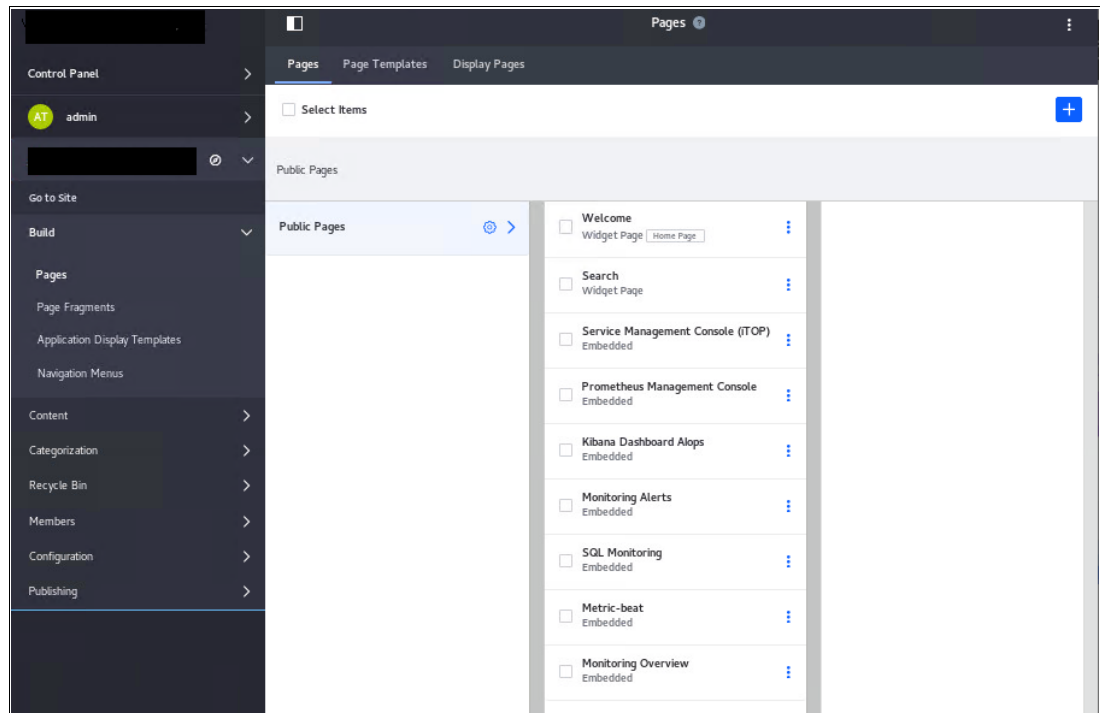 Pages
Control Panel
Pages Page Templates Display Pages
AT admin
Select Items
Public Pages
Go to Site
Build
Pages
Page Fragments
Application Display Templates
Navigation Menus
Content
Categorization
Recycle Bin
Members
Configuration
Publishing
Public Pages
Welcome
Widget Page Home Page
Search
Widget Page
Service Management Console (iTOP)
Embedded
Prometheus Management Console
Embedded
Kibana Dashboard AIops
Embedded
Monitoring Alerts
Embedded
SQL Monitoring
Embedded
Metric-beat
Embedded
Monitoring Overview
Embedded